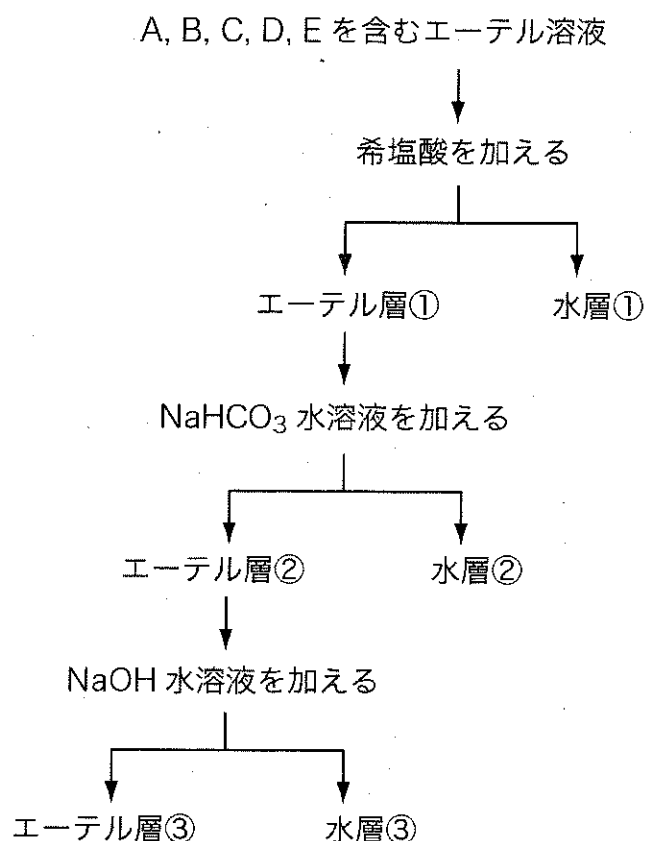 A, B, C, D, E を含むエーテル溶液
希塩酸を加える
エーテル層① 水層①
NaHCO₃ 水溶液を加える
エーテル層② 水層②
NaOH 水溶液を加える
エーテル層③ 水層③